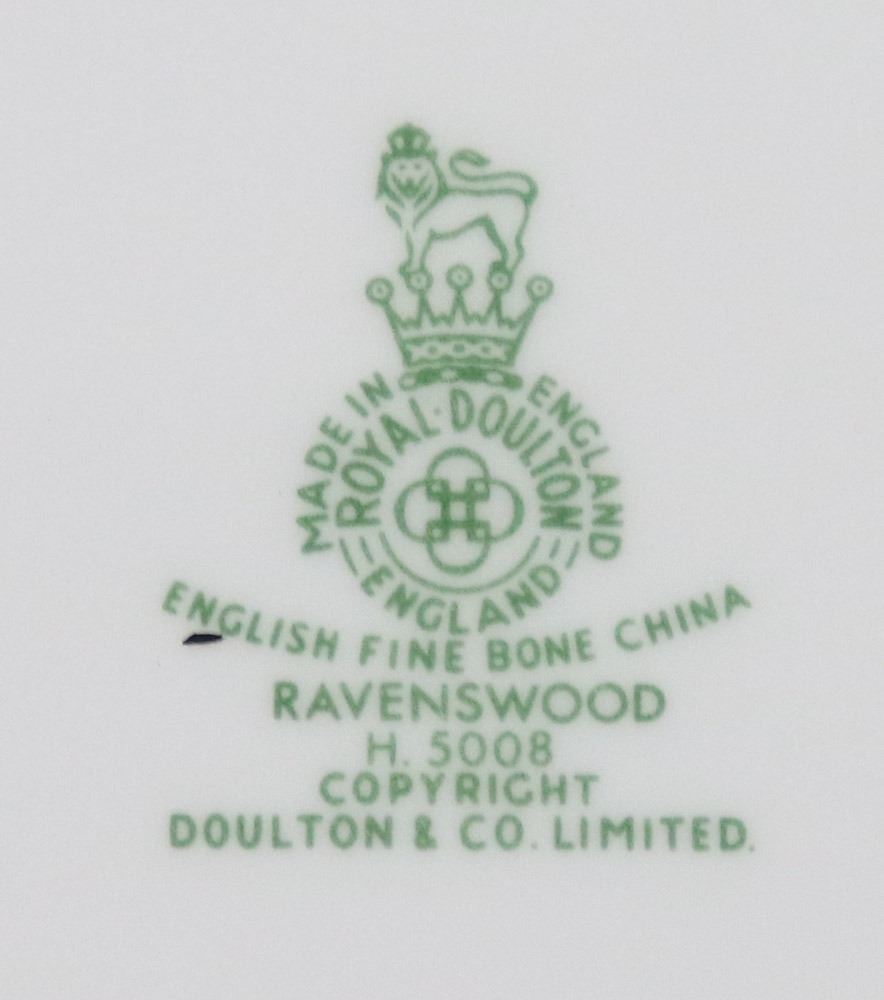 MADE IN ENGLAND
ROYAL·DOULTON
ENGLAND
ENGLISH FINE BONE CHINA
RAVENSWOOD
H. 5008
COPYRIGHT
DOULTON & CO. LIMITED.